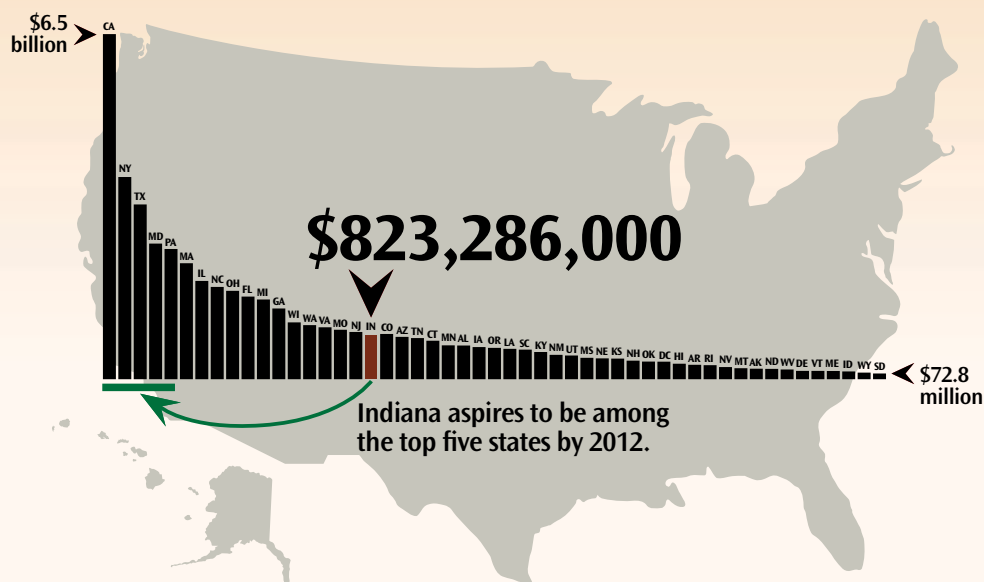 $6.5
billion
CA
NY
TX
MD
PA
MA
IL
NC
OH
FL
MI
GA
WI
WA
VA
MO
NJ
IN
CO
AZ
TN
CT
MN
AL
IA
OR
LA
SC
KY
NM
UT
MS
NE
KS
NH
OK
DC
HI
AR
RI
NV
MT
AK
ND
WV
DE
VT
ME
ID
WY
SD
$823,286,000
$72.8
million
Indiana aspires to be among
the top five states by 2012.